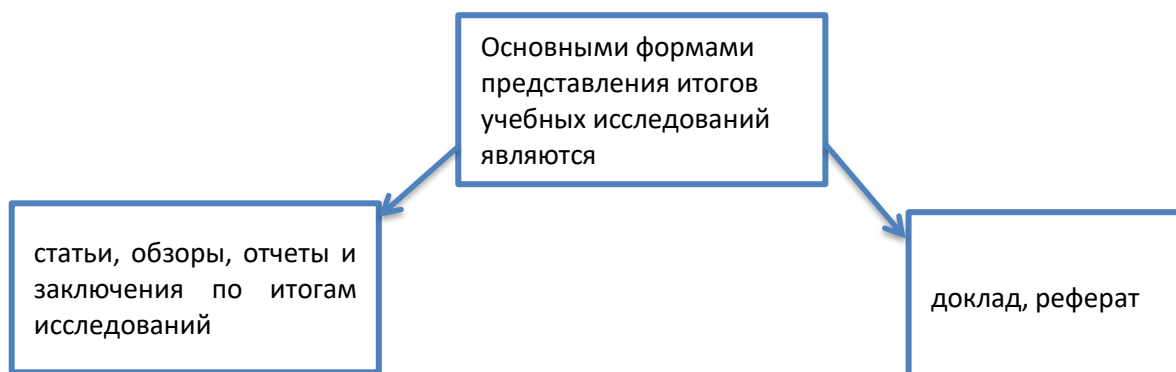 Основными формами
представления итогов
учебных исследований
являются
статьи, обзоры, отчеты и
заключения по итогам
исследований
доклад, реферат